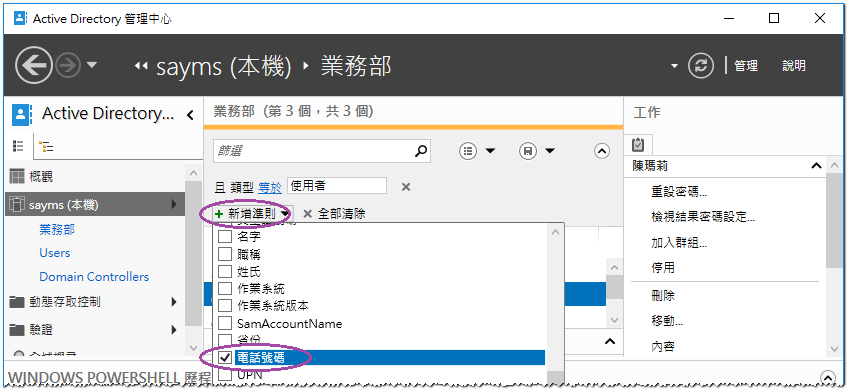 Active Directory 管理中心
sayms (本機) 業務部
管理 說明
Active Directory...
概觀
sayms (本機)
業務部
Users
Domain Controllers
動態存取控制
驗證
業務部 (第 3 個，共 3 個)
篩選
且 類型 等於 使用者
新增準則 全部清除
名字
職稱
姓氏
作業系統
作業系統版本
SamAccountName
省份
電話號碼
UPN
工作
陳瑪莉
重設密碼...
檢視結果密碼設定...
加入群組...
停用
刪除
移動...
內容
WINDOWS POWERSHELL 歷程